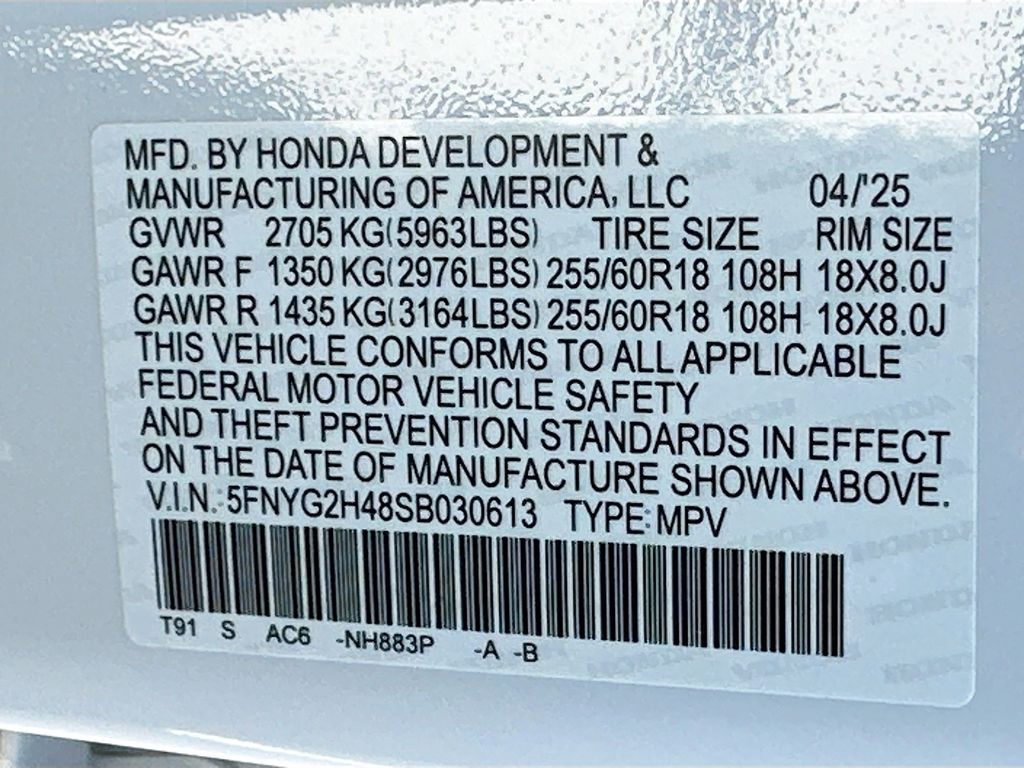 MFD. BY HONDA DEVELOPMENT &
MANUFACTURING OF AMERICA, LLC 04/'25
GVWR 2705 KG(5963LBS) TIRE SIZE RIM SIZE
GAWR F 1350 KG(2976LBS) 255/60R18 108H 18X8.0J
GAWR R 1435 KG(3164LBS) 255/60R18 108H 18X8.0J
THIS VEHICLE CONFORMS TO ALL APPLICABLE
FEDERAL MOTOR VEHICLE SAFETY
AND THEFT PREVENTION STANDARDS IN EFFECT
ON THE DATE OF MANUFACTURE SHOWN ABOVE.
V.I.N.: 5FNYG2H48SB030613 TYPE: MPV
T91 S AC6 -NH883P -A -B